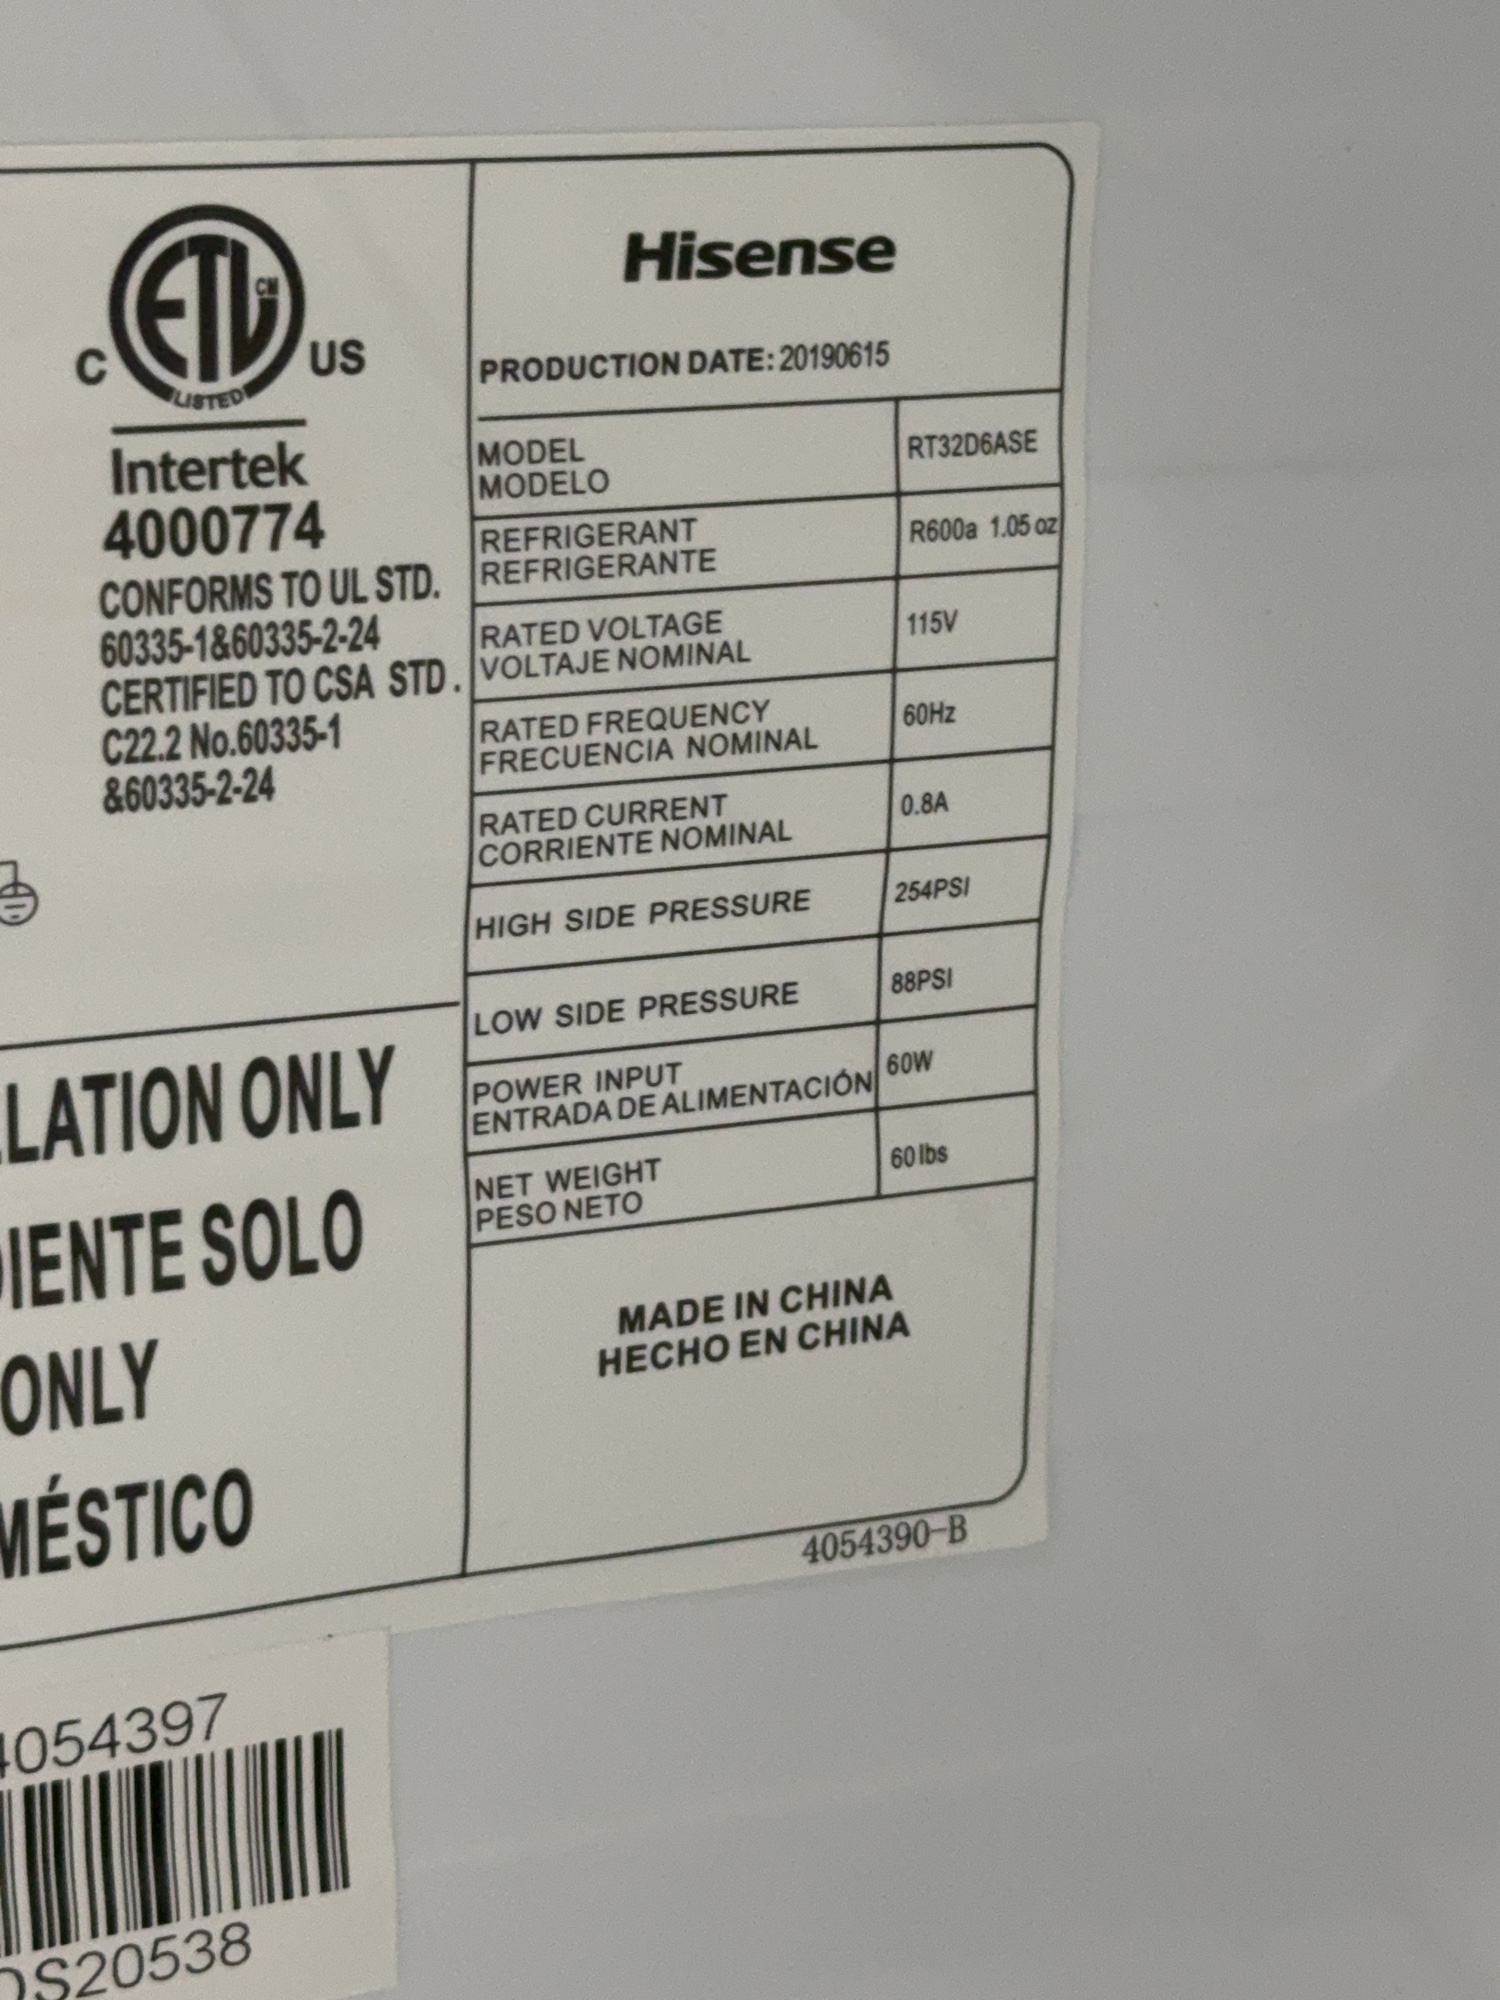 ETL CM
C US
LISTED
Intertek
4000774
CONFORMS TO UL STD.
60335-1&60335-2-24
CERTIFIED TO CSA STD.
C22.2 No.60335-1
&60335-2-24
ONLY
SOLO
ONLY
Hisense
PRODUCTION DATE: 20190615
MODEL RT32D6ASE
MODELO
REFRIGERANT R600a 1.05 oz
REFRIGERANTE
RATED VOLTAGE 115V
VOLTAJE NOMINAL
RATED FREQUENCY 60Hz
FRECUENCIA NOMINAL
RATED CURRENT 0.8A
CORRIENTE NOMINAL
HIGH SIDE PRESSURE 254PSI
LOW SIDE PRESSURE 88PSI
POWER INPUT 60W
ENTRADA DE ALIMENTACIÓN
NET WEIGHT 60 lbs
PESO NETO
MADE IN CHINA
HECHO EN CHINA
4054390-B
4054397